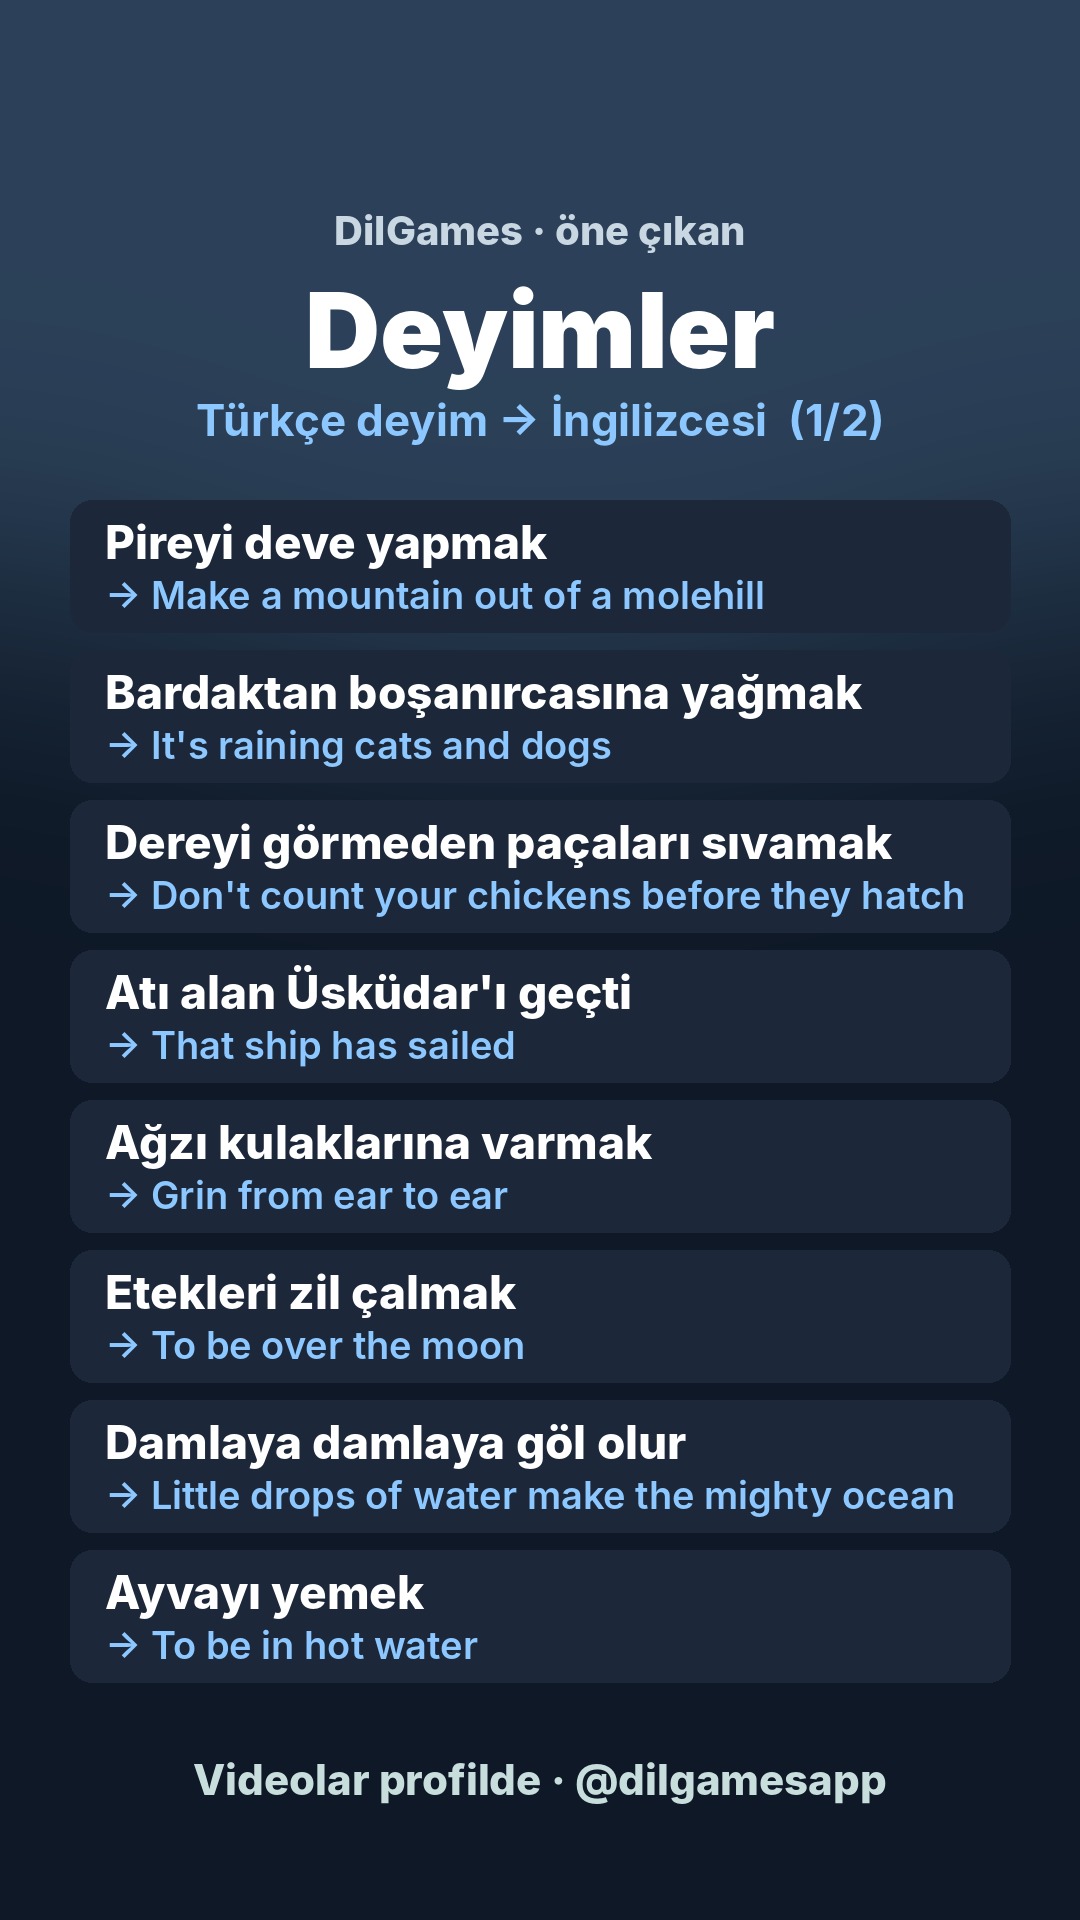 DilGames · öne çıkan
Deyimler
Türkçe deyim → İngilizcesi (1/2)
Pireyi deve yapmak
→ Make a mountain out of a molehill
Bardaktan boşanırcasına yağmak
→ It's raining cats and dogs
Dereyi görmeden paçaları sıvamak
→ Don't count your chickens before they hatch
Atı alan Üsküdar'ı geçti
→ That ship has sailed
Ağzı kulaklarına varmak
→ Grin from ear to ear
Etekleri zil çalmak
→ To be over the moon
Damlaya damlaya göl olur
→ Little drops of water make the mighty ocean
Ayvayı yemek
→ To be in hot water
Videolar profilde · @dilgamesapp